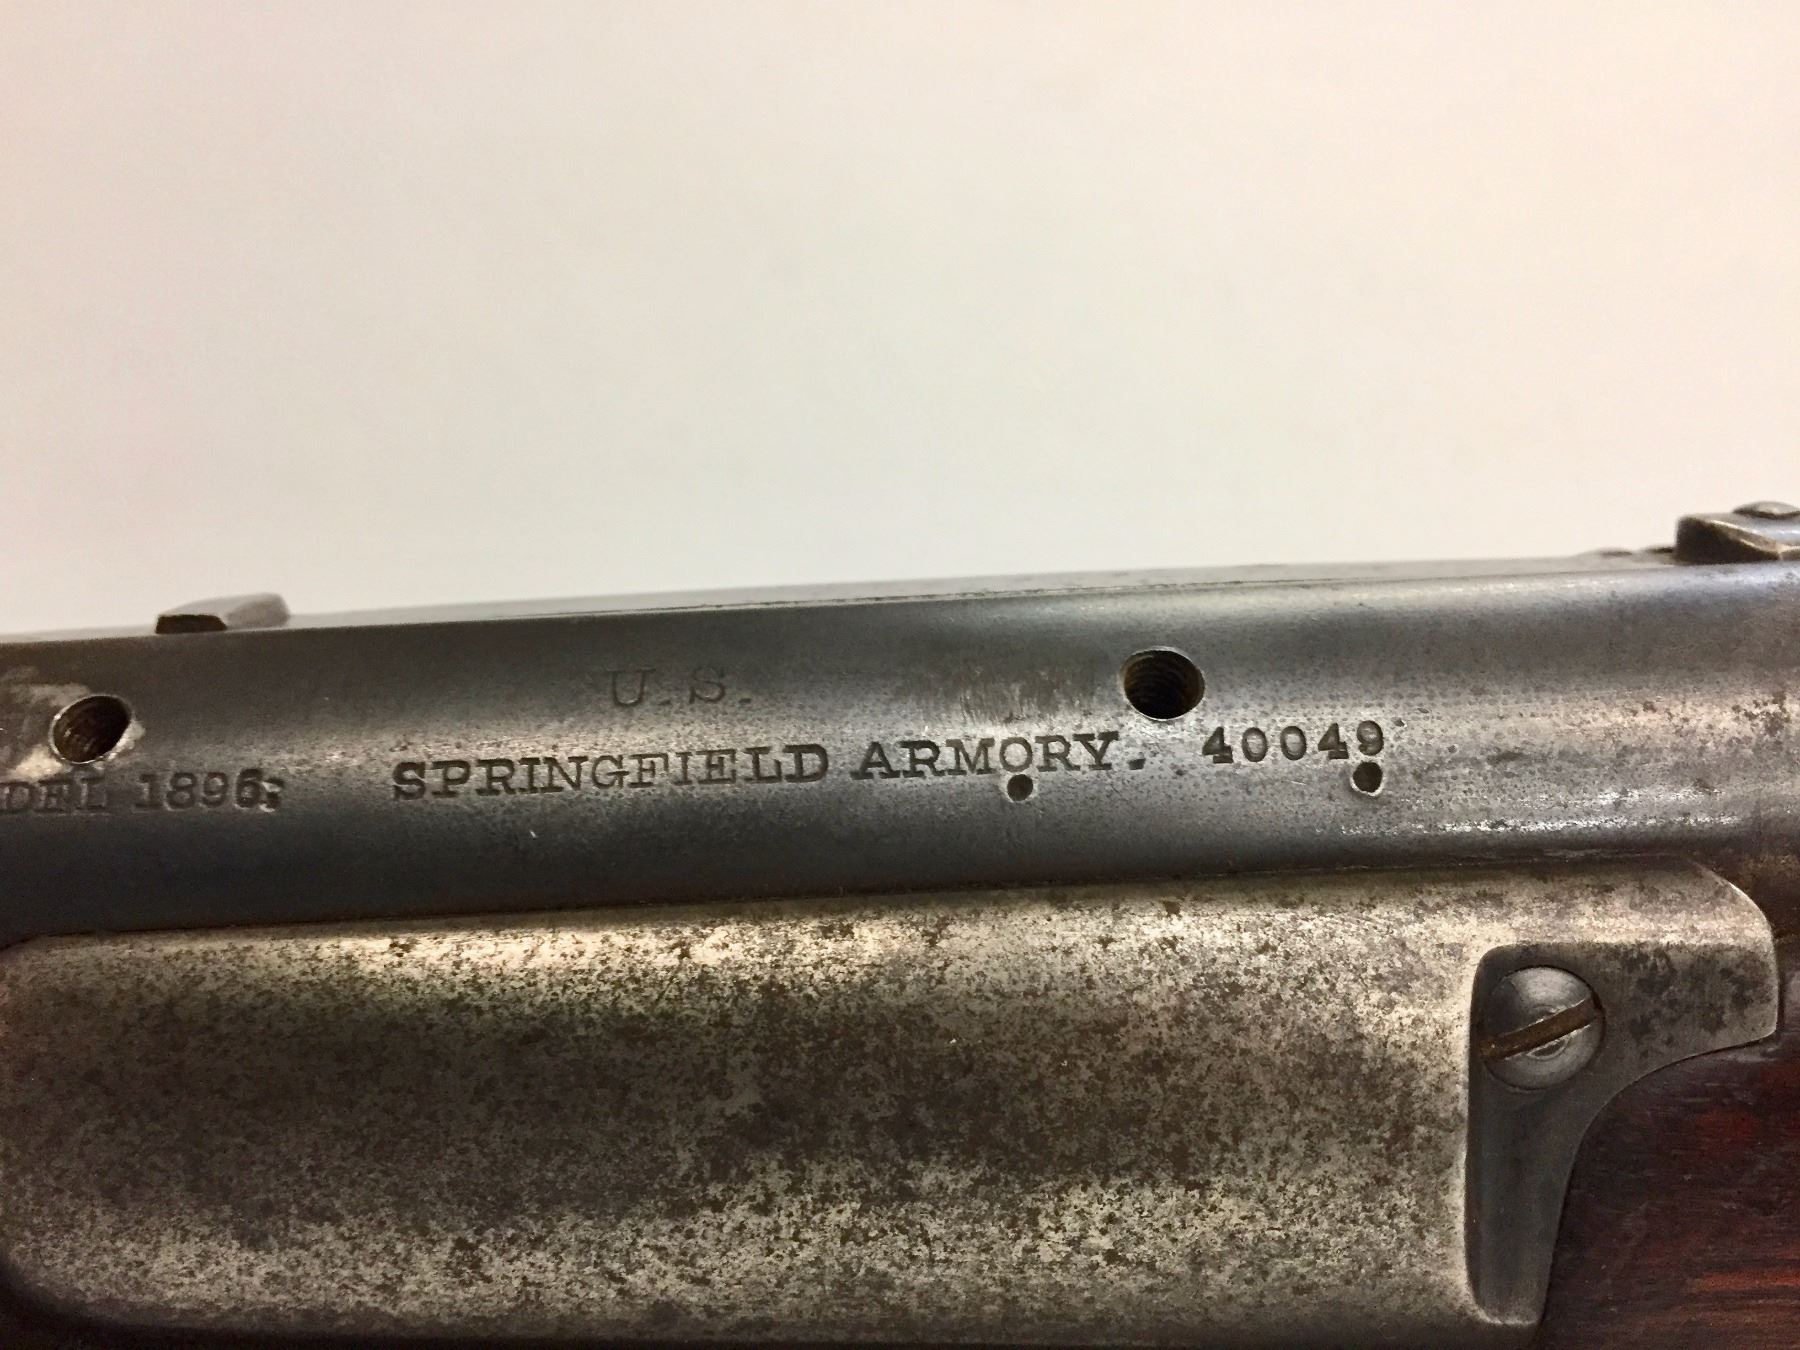 U.S.
DEL 1896; SPRINGFIELD ARMORY. 40049